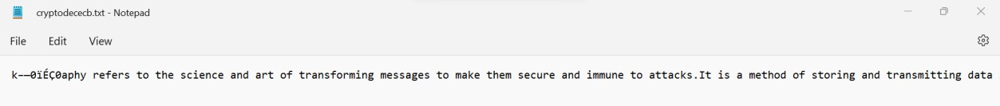 cryptodececb.txt - Notepad
File Edit View
k——0ïÉÇ0aphy refers to the science and art of transforming messages to make them secure and immune to attacks.It is a method of storing and transmitting data